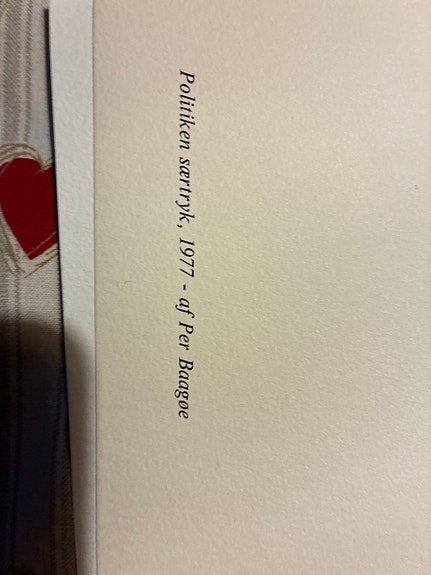 Politiken særtryk, 1977 - af Per Baagøe